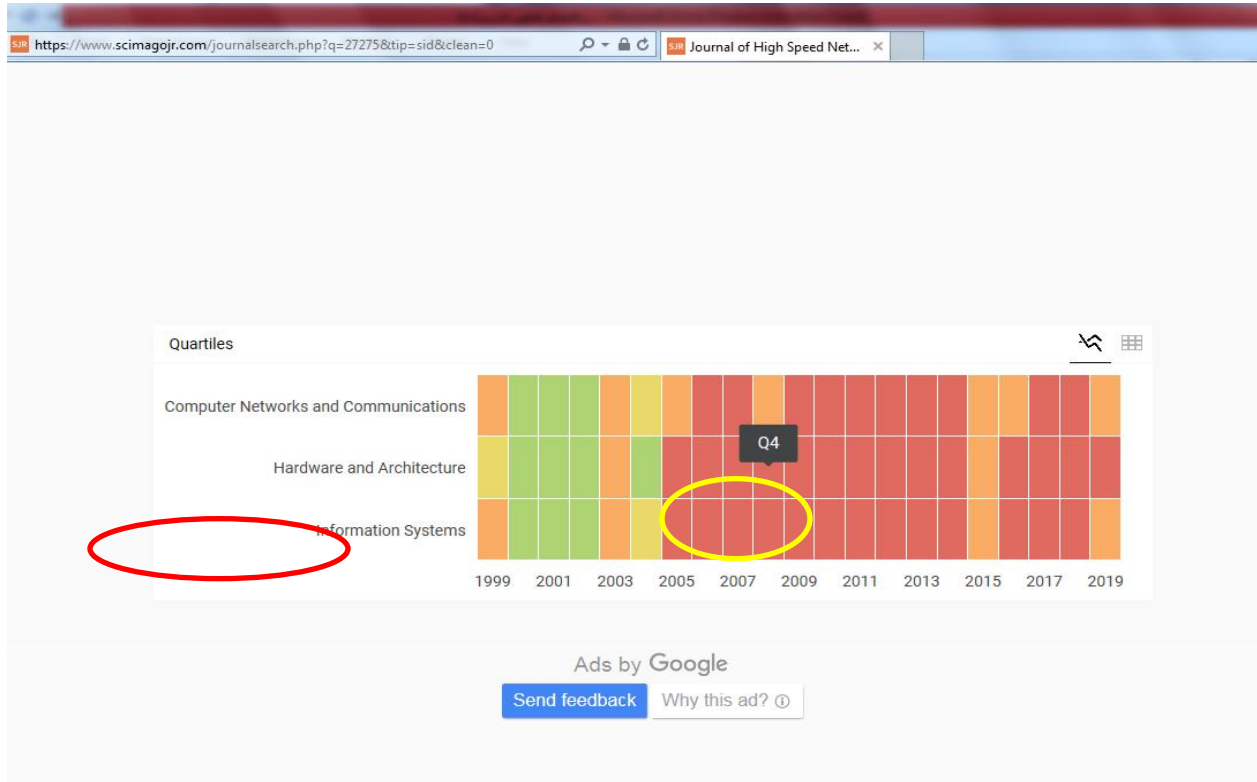 SJR https://www.scimagojr.com/journalsearch.php?q=27275&tip=sid&clean=0 SJR Journal of High Speed Net...
Quartiles
Computer Networks and Communications
Q4
Hardware and Architecture
Information Systems
1999 2001 2003 2005 2007 2009 2011 2013 2015 2017 2019
Ads by Google
Send feedback Why this ad?